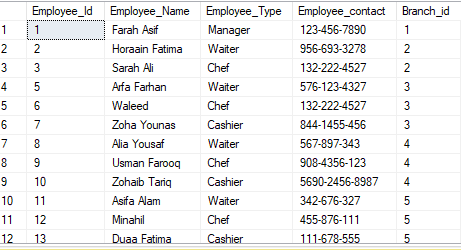 Employee_Id Employee_Name Employee_Type Employee_contact Branch_id
1 1 Farah Asif Manager 123-456-7890 1
2 2 Horaain Fatima Waiter 956-693-3278 2
3 3 Sarah Ali Chef 132-222-4527 2
4 5 Arfa Farhan Waiter 576-123-4327 3
5 6 Waleed Chef 132-222-4527 3
6 7 Zoha Younas Cashier 844-1455-456 3
7 8 Alia Yousaf Waiter 567-897-343 4
8 9 Usman Farooq Chef 908-4356-123 4
9 10 Zohaib Tariq Cashier 5690-2456-8987 4
10 11 Asifa Alam Waiter 342-676-327 5
11 12 Minahil Chef 455-876-111 5
12 13 Duaa Fatima Cashier 111-678-555 5